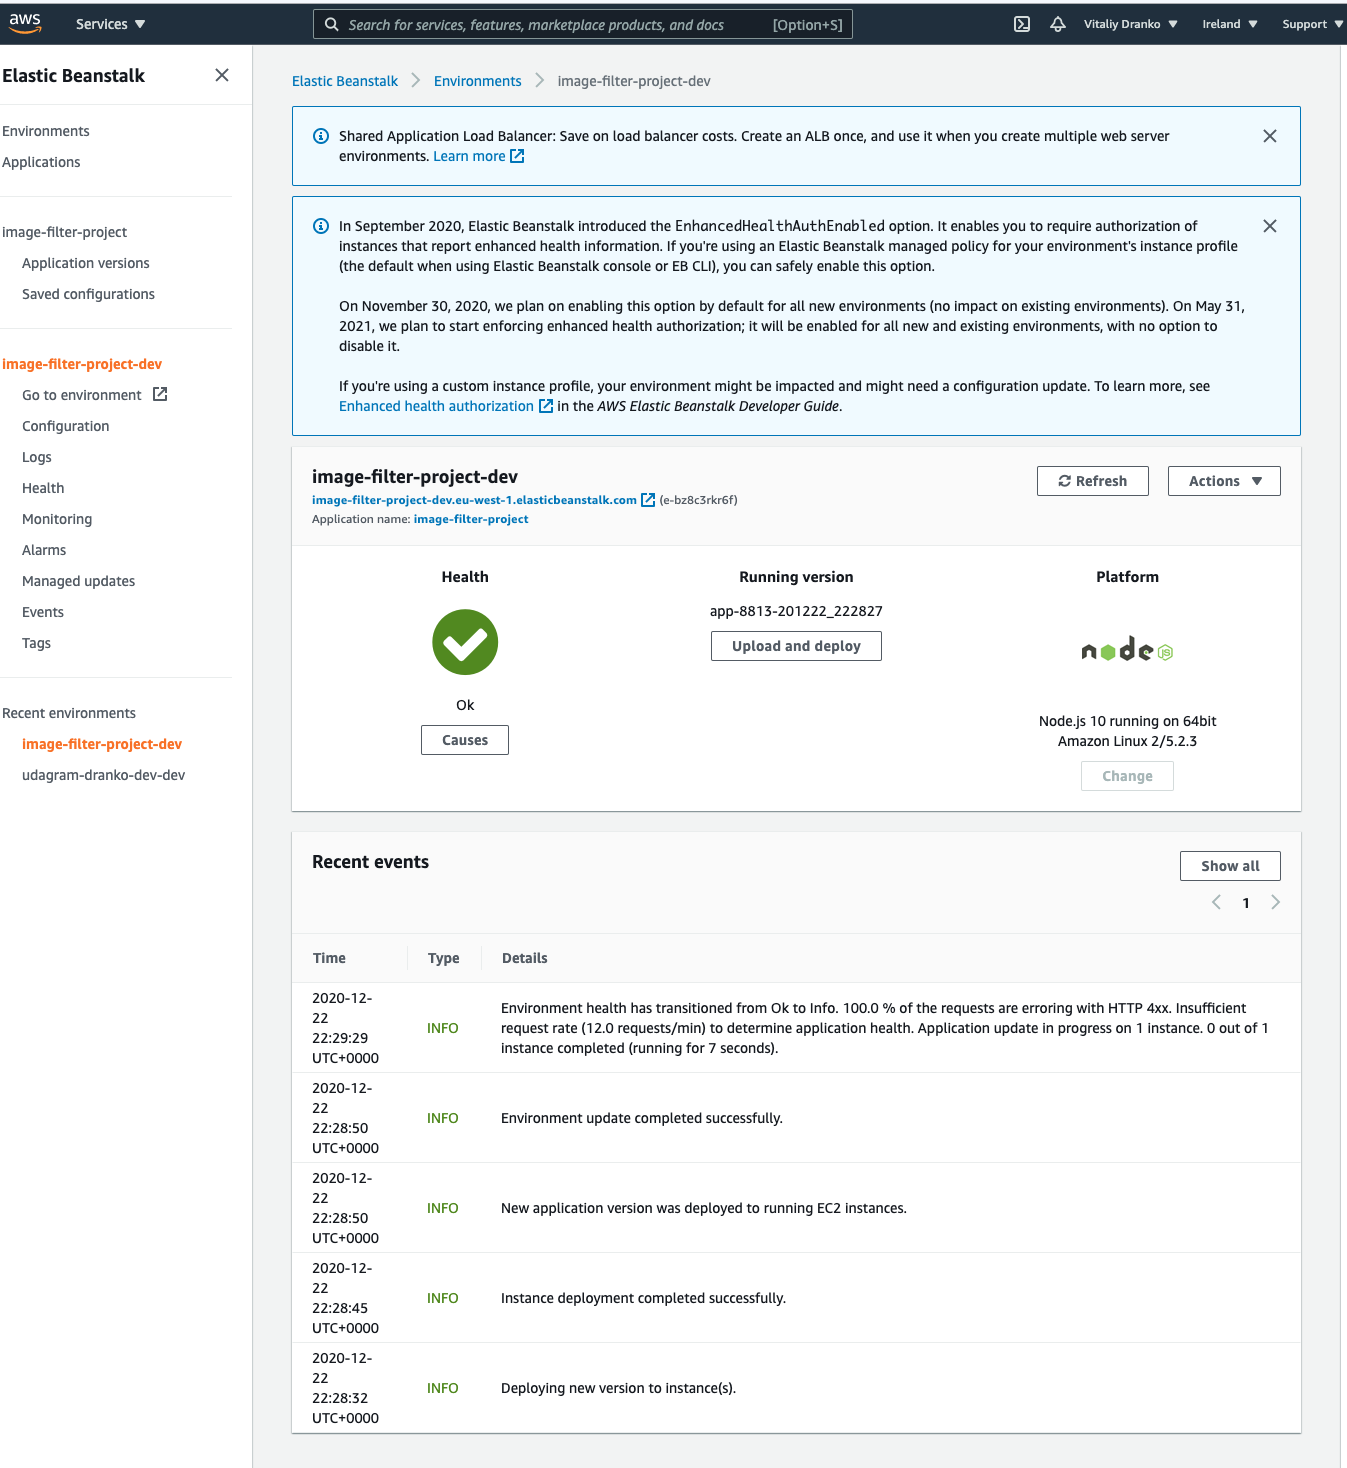 aws Services Search for services, features, marketplace products, and docs [Option+S] Vitaliy Dranko Ireland Support
Elastic Beanstalk
Environments
Applications
image-filter-project
Application versions
Saved configurations
image-filter-project-dev
Go to environment
Configuration
Logs
Health
Monitoring
Alarms
Managed updates
Events
Tags
Recent environments
image-filter-project-dev
udagram-dranko-dev-dev
Elastic Beanstalk Environments image-filter-project-dev
Shared Application Load Balancer: Save on load balancer costs. Create an ALB once, and use it when you create multiple web server
environments. Learn more
In September 2020, Elastic Beanstalk introduced the EnhancedHealthAuthEnabled option. It enables you to require authorization of
instances that report enhanced health information. If you're using an Elastic Beanstalk managed policy for your environment's instance profile
(the default when using Elastic Beanstalk console or EB CLI), you can safely enable this option.
On November 30, 2020, we plan on enabling this option by default for all new environments (no impact on existing environments). On May 31,
2021, we plan to start enforcing enhanced health authorization; it will be enabled for all new and existing environments, with no option to
disable it.
If you're using a custom instance profile, your environment might be impacted and might need a configuration update. To learn more, see
Enhanced health authorization in the AWS Elastic Beanstalk Developer Guide.
image-filter-project-dev
image-filter-project-dev.eu-west-1.elasticbeanstalk.com (e-bz8c3rkr6f)
Application name: image-filter-project
Refresh
Actions
Health
Ok
Causes
Running version
app-8813-201222_222827
Upload and deploy
Platform
node JS
Node.js 10 running on 64bit
Amazon Linux 2/5.2.3
Change
Recent events
Show all
1
Time Type Details
2020-12-
22
22:29:29
UTC+0000
INFO
Environment health has transitioned from Ok to Info. 100.0 % of the requests are erroring with HTTP 4xx. Insufficient
request rate (12.0 requests/min) to determine application health. Application update in progress on 1 instance. 0 out of 1
instance completed (running for 7 seconds).
2020-12-
22
22:28:50
UTC+0000
INFO
Environment update completed successfully.
2020-12-
22
22:28:50
UTC+0000
INFO
New application version was deployed to running EC2 instances.
2020-12-
22
22:28:45
UTC+0000
INFO
Instance deployment completed successfully.
2020-12-
22
22:28:32
UTC+0000
INFO
Deploying new version to instance(s).